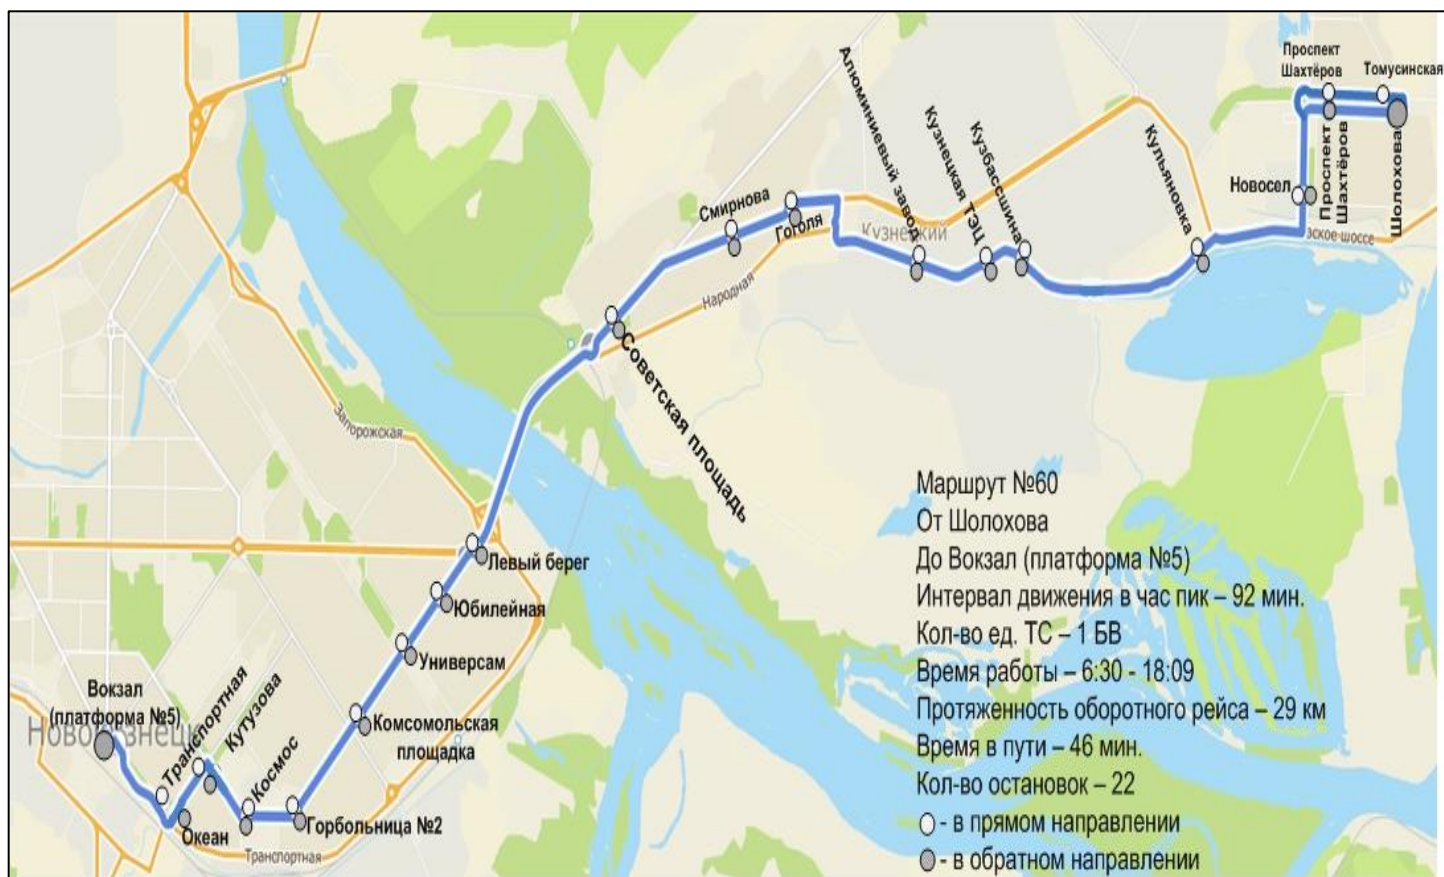 Проспект
Шахтёров
Томусинская
Проспект
Шахтёров
Шолохова
Новосел
эское шоссе
Кульяновка
Кузбассшина
Кузнецкая ТЭЦ
Алюминиевый завод
Кузнецкий
Гоголя
Смирнова
Народная
Советская площадь
Запорожская
Левый берег
Юбилейная
Универсам
Комсомольская
площадка
Горбольница №2
Космос
Кутузова
Транспортная
Океан
Транспортная
Вокзал
(платформа №5)
Новокузнецк
Маршрут №60
От Шолохова
До Вокзал (платформа №5)
Интервал движения в час пик – 92 мин.
Кол-во ед. ТС – 1 БВ
Время работы – 6:30 - 18:09
Протяженность оборотного рейса – 29 км
Время в пути – 46 мин.
Кол-во остановок – 22
- в прямом направлении
- в обратном направлении